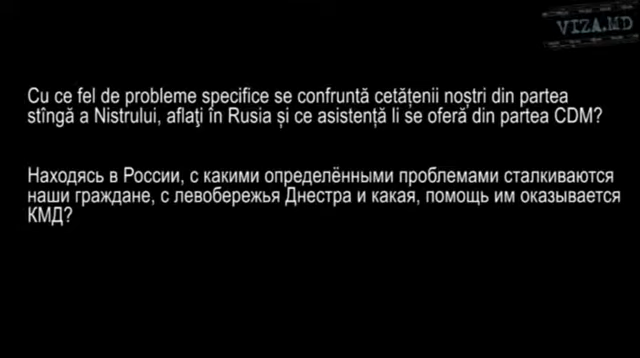 VIZA.MD
Cu ce fel de probleme specifice se confruntă cetățenii noștri din partea
stîngă a Nistrului, aflaţi în Rusia și ce asistență li se oferă din partea CDM?
Находясь в России, с какими определёнными проблемами сталкиваются
наши граждане, с левобережья Днестра и какая, помощь им оказывается
КМД?